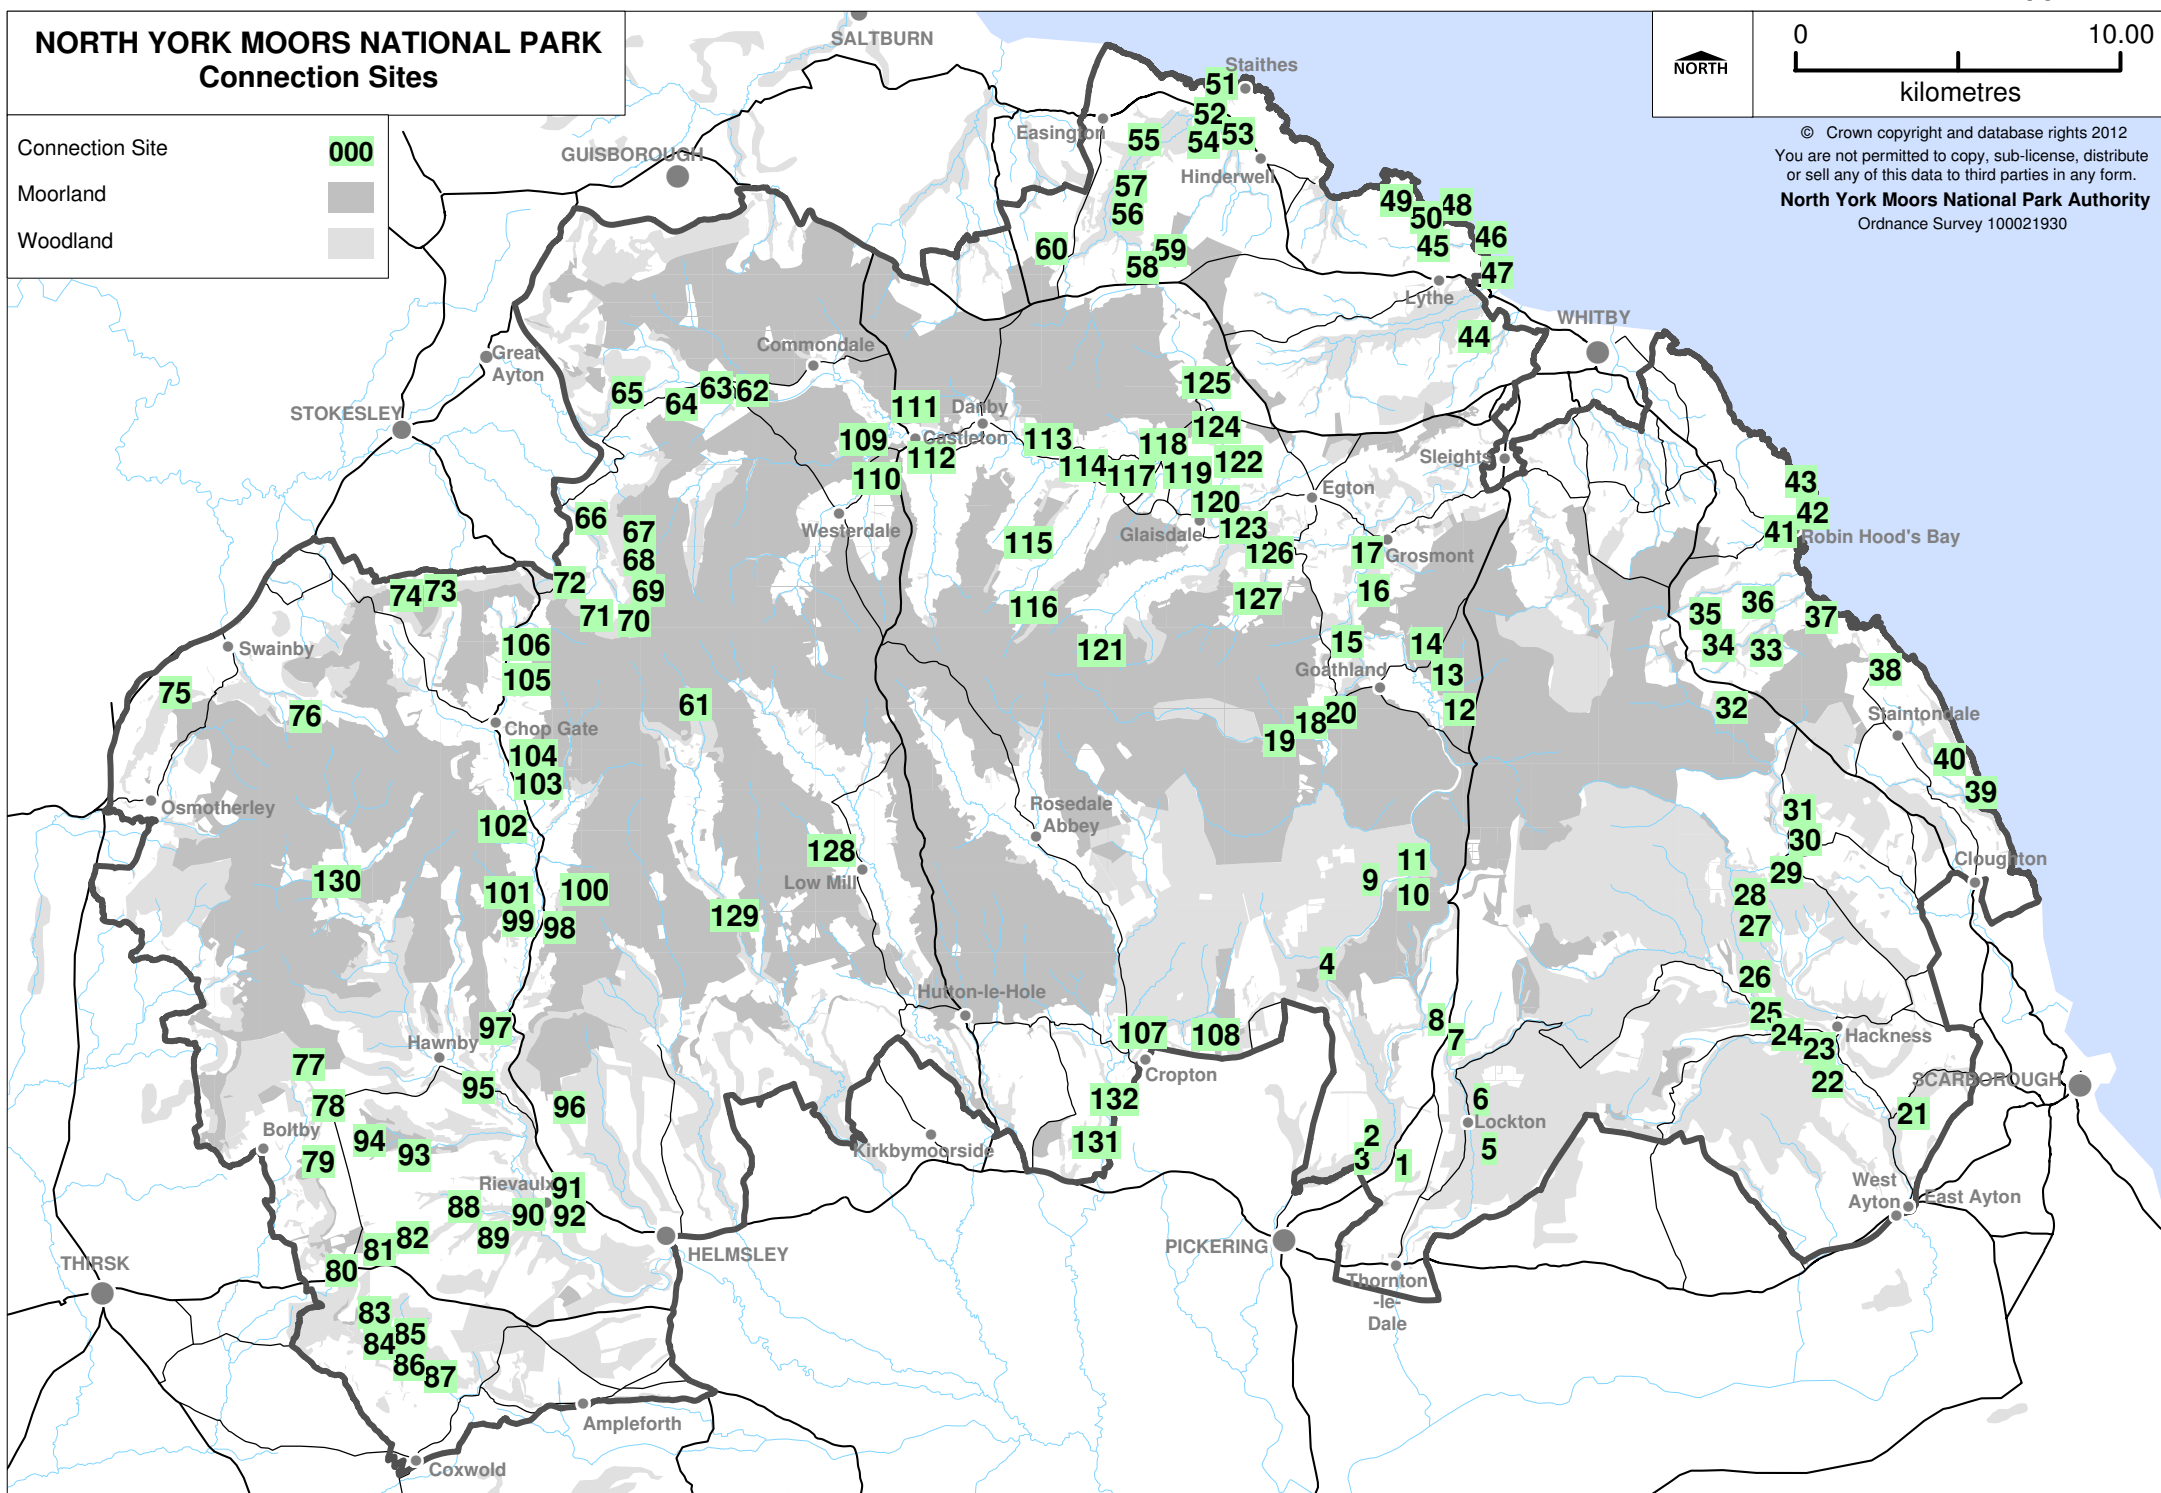 NORTH YORK MOORS NATIONAL PARK
Connection Sites
Connection Site 000
Moorland
Woodland
NORTH
0 10.00
kilometres
© Crown copyright and database rights 2012
You are not permitted to copy, sub-license, distribute
or sell any of this data to third parties in any form.
North York Moors National Park Authority
Ordnance Survey 100021930
SALTBURN
Staithes
51
52
Easington
55
54
53
GUISBOROUGH
Hinderwell
57
56
49
48
50
46
45
60
59
58
47
Lythe
WHITBY
44
Great
Ayton
Commondale
65
64
63
62
125
STOKESLEY
111
Danby
109
Castleton
113
118
124
112
114
117
119
122
110
Sleights
43
Egton
120
42
66
67
Westerdale
Glaisdale
123
41
Robin Hood's Bay
115
126
17
Grosmont
68
72
74
73
69
16
127
36
35
116
37
71
70
Swainby
106
121
15
14
34
33
Goathland
13
38
105
75
61
12
32
Staintondale
76
18
20
Chop Gate
19
104
40
103
39
Osmotherley
Rosedale
Abbey
31
102
30
128
11
Cloughton
29
130
Low Mill
9
101
100
10
28
129
99
98
27
4
26
Hutton-le-Hole
25
8
97
107
108
24
Hackness
7
23
Hawnby
77
Cropton
22
SCARBOROUGH
95
78
96
132
6
21
Lockton
Boltby
94
131
2
5
93
Kirkbymoorside
3
1
79
Rievaulx
91
West
Ayton
East Ayton
88
90
92
82
89
81
PICKERING
HELMSLEY
THIRSK
80
Thornton
-le-
Dale
83
85
84
86
87
Ampleforth
Coxwold